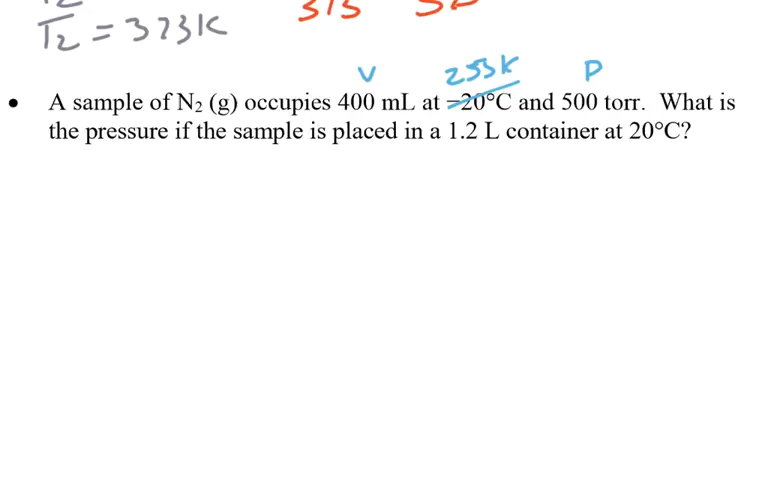 T₂ = 373K
253K
V
P
• A sample of N₂ (g) occupies 400 mL at −20°C and 500 torr. What is
the pressure if the sample is placed in a 1.2 L container at 20°C?